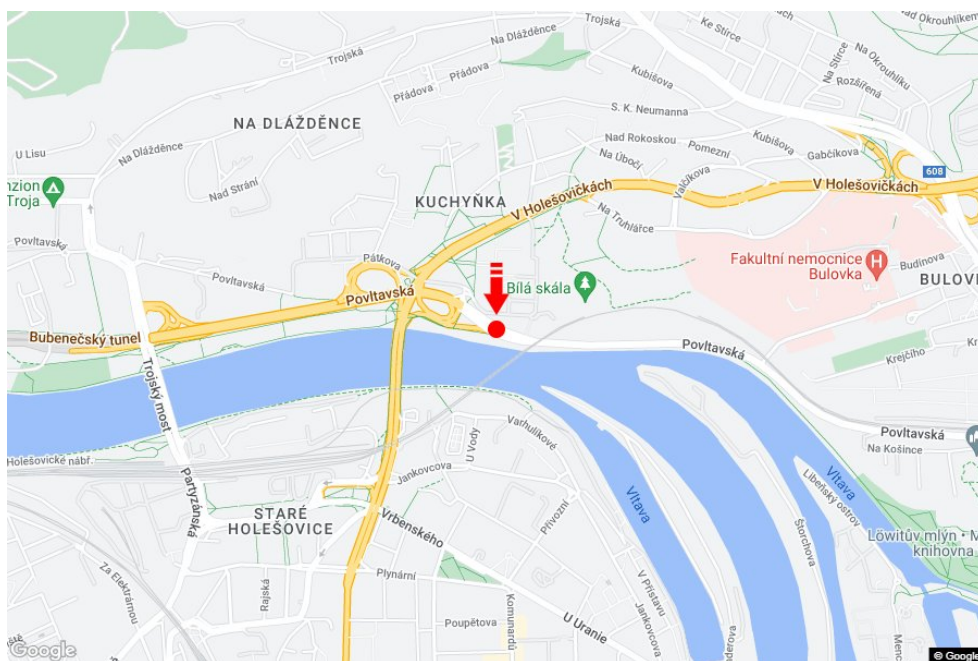 Trojská
Ke Stírce
Nad Okrouhlíkem
Na Dlážděnce
Na Okrouhlíku
Trojská
Kubišova
Na Stírce
Přádova
Rozšířená
Přádova
S. K. Neumanna
NA DLÁŽDĚNCE
Kubišova
Nad Rokoskou
Pomezní
Gabčíkova
U Lisu
Na Dlážděnce
Na Úbočí
608
Nad Strání
Valčíkova
V Holešovičkách
nzion
Troja
KUCHYŇKA
V Holešovičkách
Na Truhlářce
Povltavská
Pátkova
Fakultní nemocnice
Bulovka
Budínova
Povltavská
Bílá skála
BULOV
Povltavská
Bubenečský tunel
Povltavská
Krejčího
Trojský most
Povltavská
Varhulíkové
Na Košince
Holešovické nábř.
U Vody
Jankovcova
Vltava
Libeňský ostrov
Vltava
Partyzánská
STARÉ
HOLEŠOVICE
Přívozní
Vrbenského
Štorchova
Löwitův mlýn • M
knihovna
Za Elektrárnou
Rajská
Plynární
V Přístavu
U Uranie
Jankovcova
Poupětova
Komunardů
Google
© Google